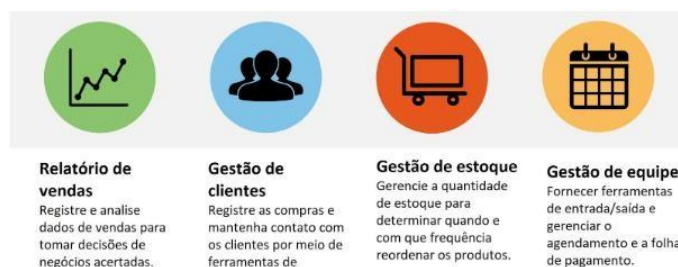 Relatório de
vendas
Registre e analise
dados de vendas para
tomar decisões de
negócios acertadas.
Gestão de
clientes
Registre as compras e
mantenha contato com
os clientes por meio de
ferramentas de
Gestão de estoque
Gerencie a quantidade
de estoque para
determinar quando e
com que frequência
reordenar os produtos.
Gestão de equipe
Fornecer ferramentas
de entrada/saída e
gerenciar o
agendamento e a folha
de pagamento.